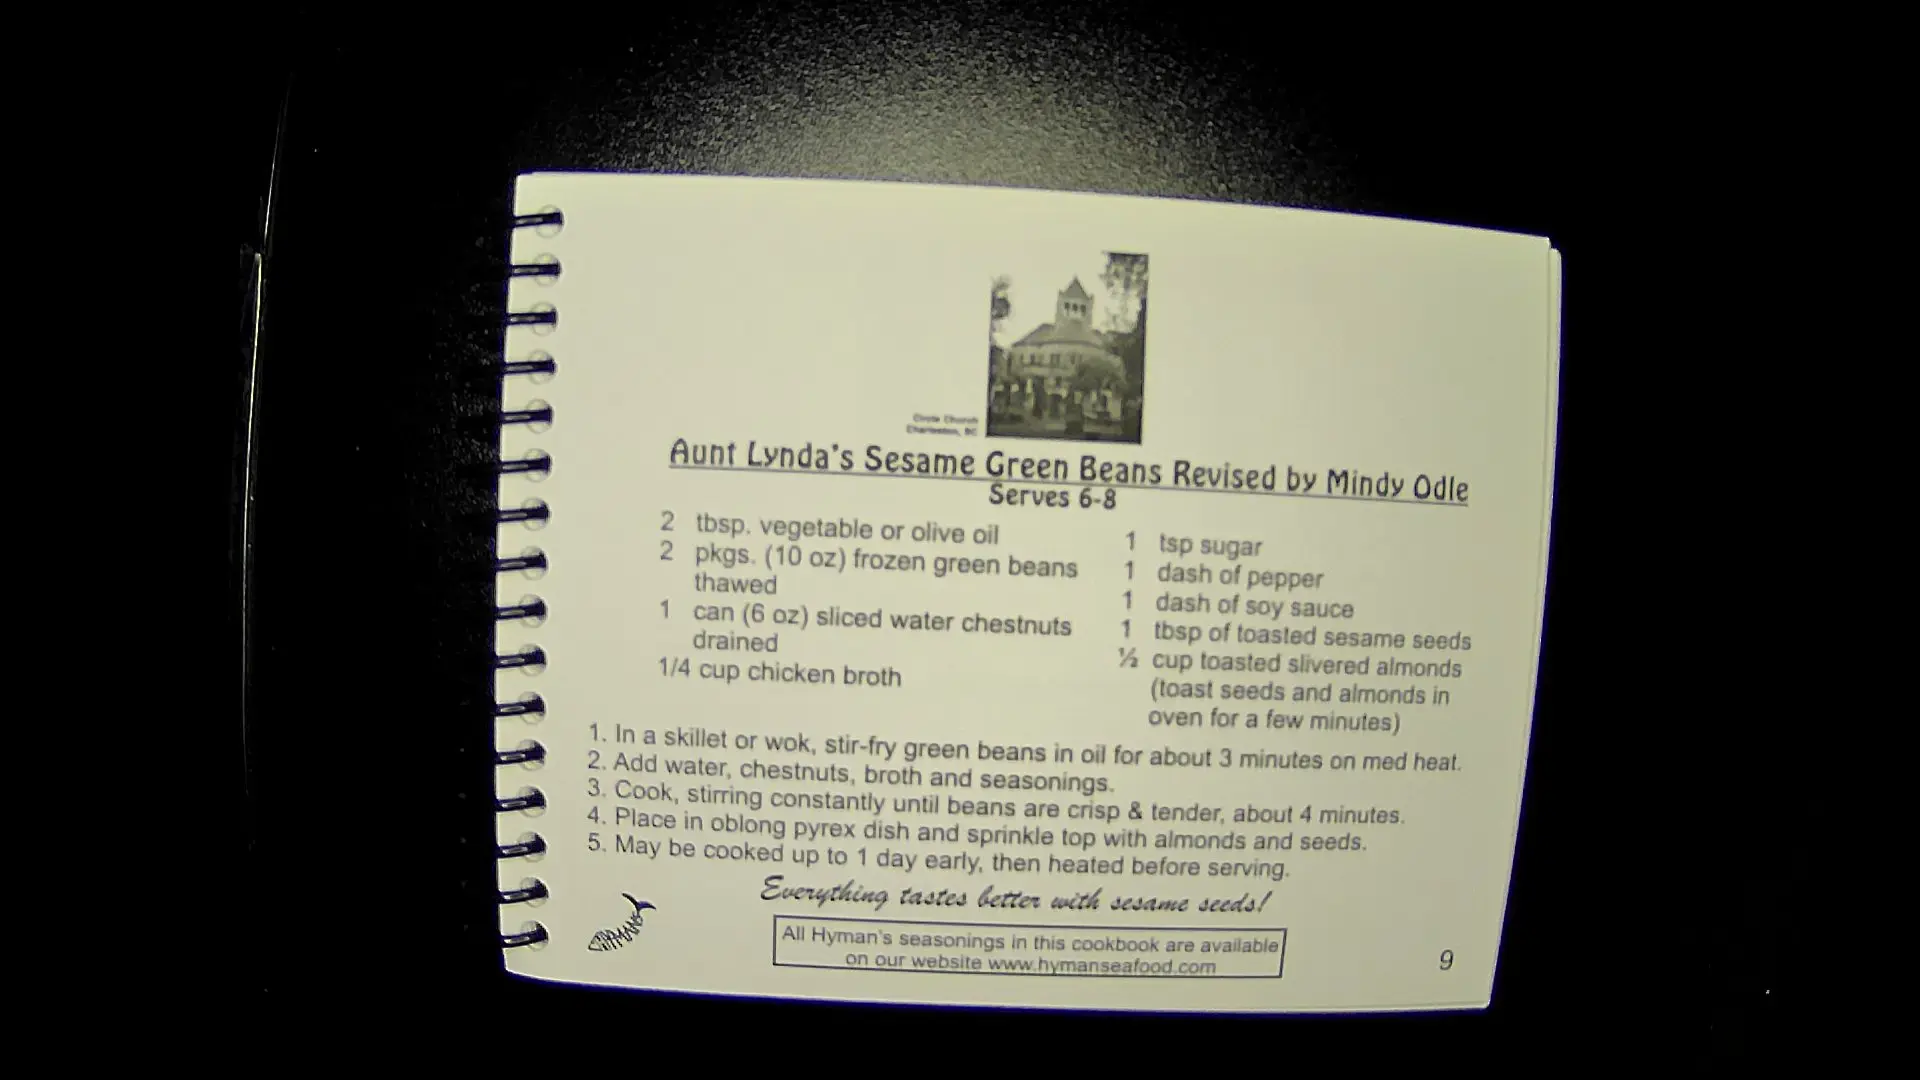 Circle Church
Charleston, SC
Aunt Lynda's Sesame Green Beans Revised by Mindy Odle
Serves 6-8
2 tbsp. vegetable or olive oil
2 pkgs. (10 oz) frozen green beans
thawed
1 can (6 oz) sliced water chestnuts
drained
1/4 cup chicken broth
1 tsp sugar
1 dash of pepper
1 dash of soy sauce
1 tbsp of toasted sesame seeds
½ cup toasted slivered almonds
(toast seeds and almonds in
oven for a few minutes)
1. In a skillet or wok, stir-fry green beans in oil for about 3 minutes on med heat.
2. Add water, chestnuts, broth and seasonings.
3. Cook, stirring constantly until beans are crisp & tender, about 4 minutes.
4. Place in oblong pyrex dish and sprinkle top with almonds and seeds.
5. May be cooked up to 1 day early, then heated before serving.
Everything tastes better with sesame seeds!
HYMANS
All Hyman's seasonings in this cookbook are available
on our website www.hymanseafood.com
9